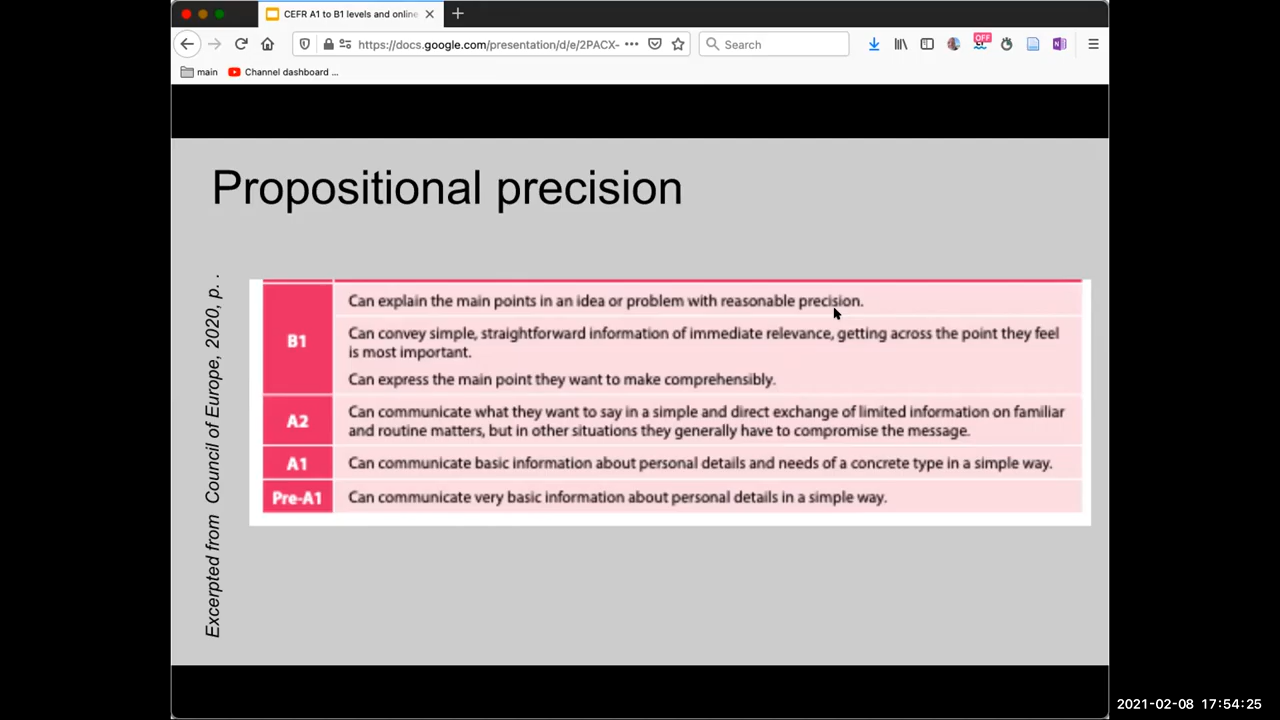 CEFR A1 to B1 levels and online
https://docs.google.com/presentation/d/e/2PACX-
Search
OFF
main
Channel dashboard ...
Propositional precision
Excerpted from Council of Europe, 2020, p. .
B1
Can explain the main points in an idea or problem with reasonable precision.
Can convey simple, straightforward information of immediate relevance, getting across the point they feel
is most important.
Can express the main point they want to make comprehensibly.
A2
Can communicate what they want to say in a simple and direct exchange of limited information on familiar
and routine matters, but in other situations they generally have to compromise the message.
A1
Can communicate basic information about personal details and needs of a concrete type in a simple way.
Pre-A1
Can communicate very basic information about personal details in a simple way.
2021-02-08 17:54:25